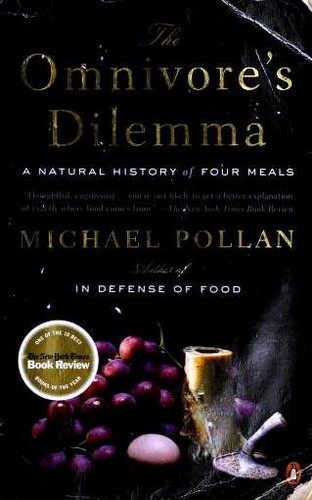 The
Omnivore's
Dilemma
A NATURAL HISTORY of FOUR MEALS
"Thoughtful, engrossing ... you're not likely to get a better explanation
of exactly where food comes from." —The New York Times Book Review
MICHAEL POLLAN
Author of
IN DEFENSE OF FOOD
ONE OF THE 10 BEST
The New York Times
Book Review
BOOKS OF THE YEAR